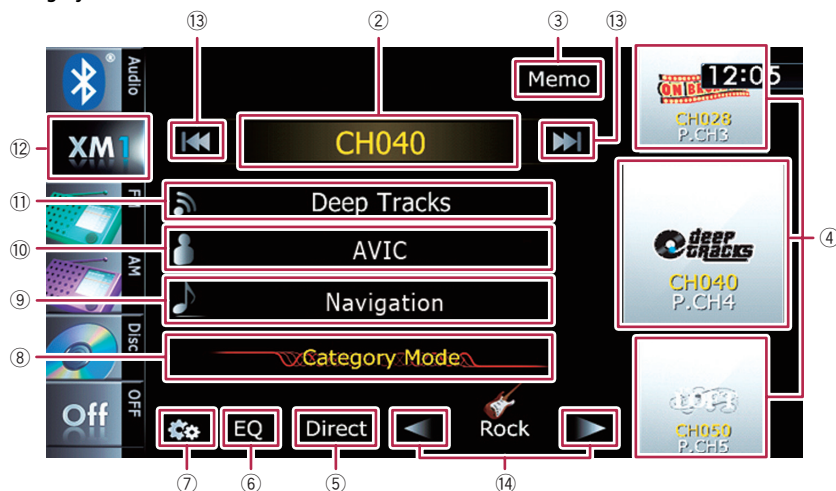 ⑬ ② ③ ⑬
Audio
Memo
12:05
ON BR
CH028
P.CH3
⑫ XM1
CH040
FM
⑪ Deep Tracks
④
deep tracks
CH040
P.CH4
⑩ AVIC
AM
⑨ Navigation
Disc
⑧ Category Mode
OFF
Off
EQ
Direct
Rock
CH050
P.CH5
⑦ ⑥ ⑤ ⑭